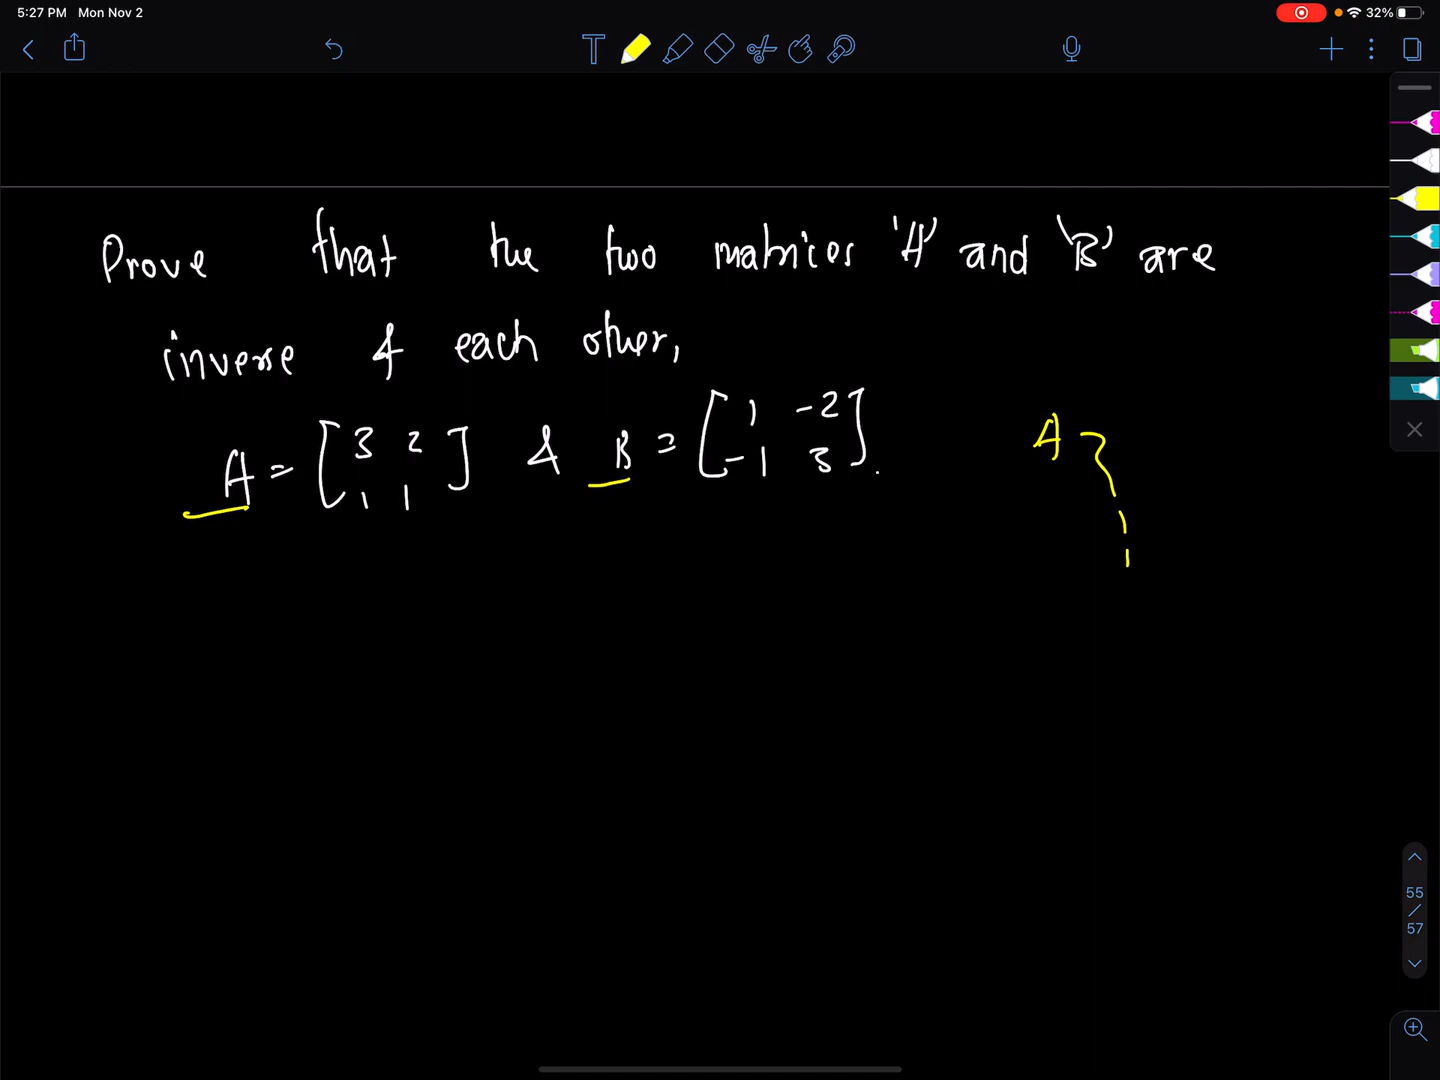 5:27 PM Mon Nov 2
32%
T
Prove that the two matrices 'A' and 'B' are
inverse of each other,
A = [3 2
1 1] & B = [1 -2
-1 3].
A
55
/
57